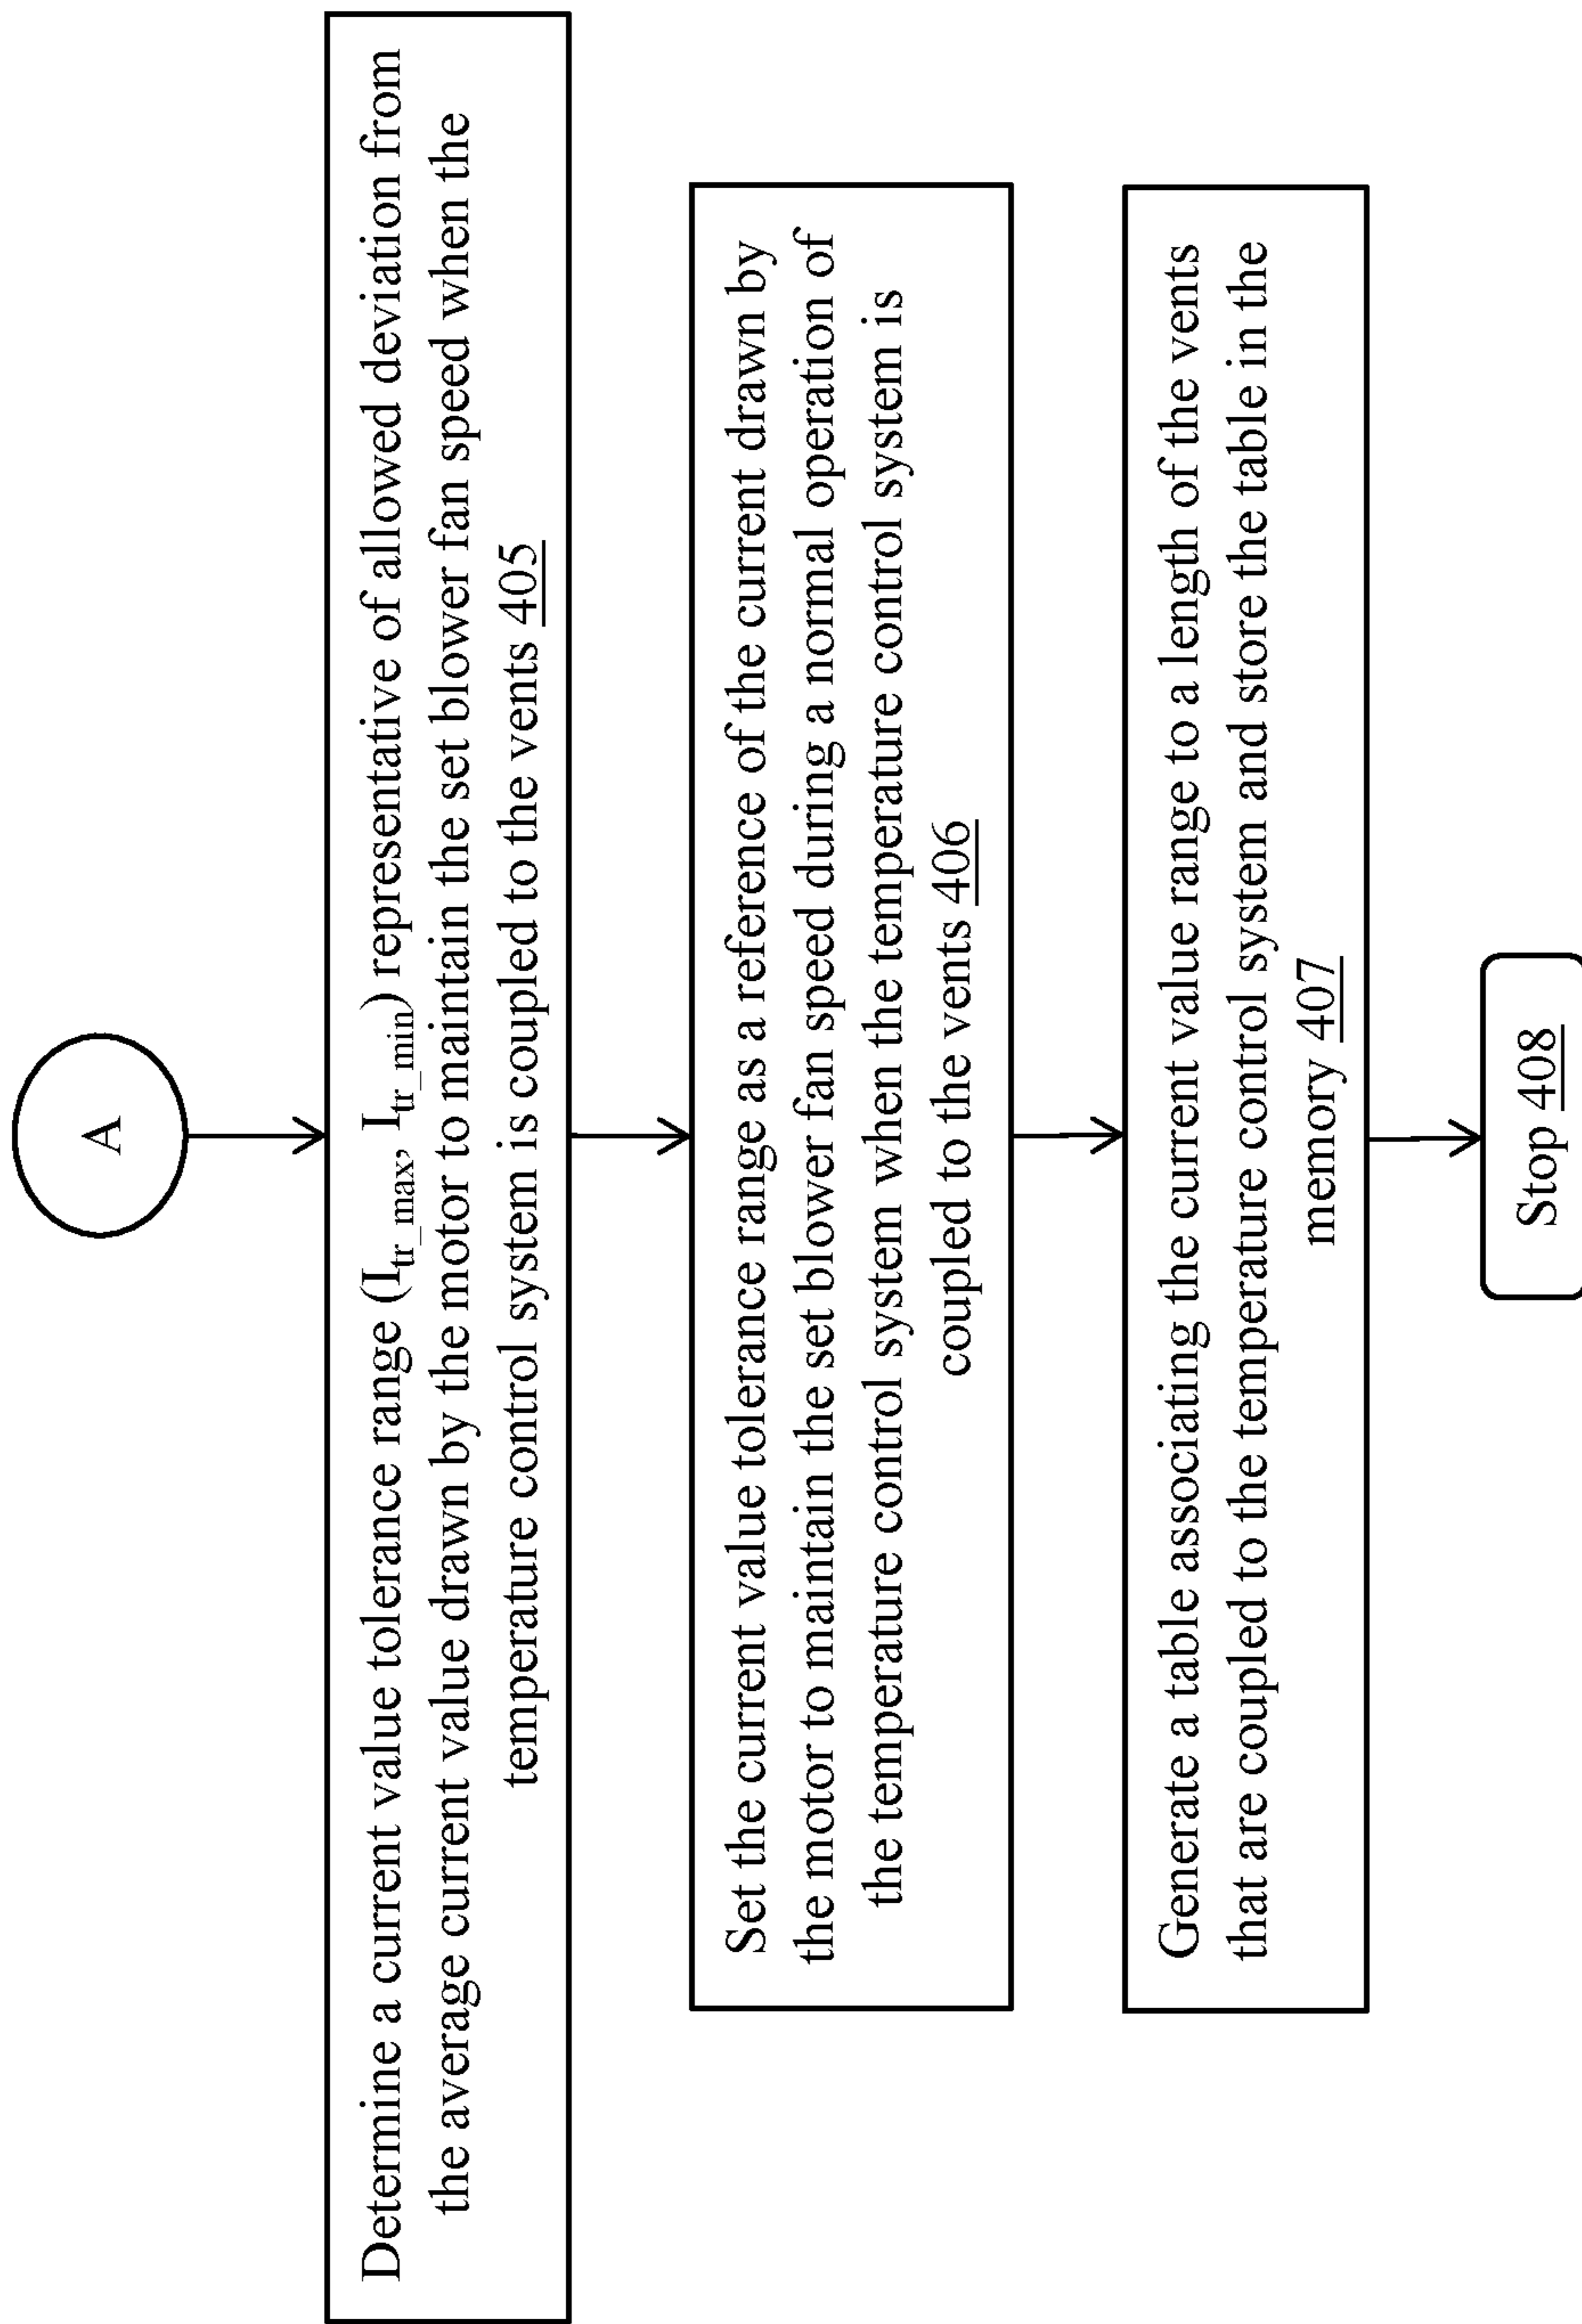 A
Determine a current value tolerance range (I_tr_max, I_tr_min) representative of allowed deviation from
the average current value drawn by the motor to maintain the set blower fan speed when the
temperature control system is coupled to the vents 405
Set the current value tolerance range as a reference of the current drawn by
the motor to maintain the set blower fan speed during a normal operation of
the temperature control system when the temperature control system is
coupled to the vents 406
Generate a table associating the current value range to a length of the vents
that are coupled to the temperature control system and store the table in the
memory 407
Stop 408